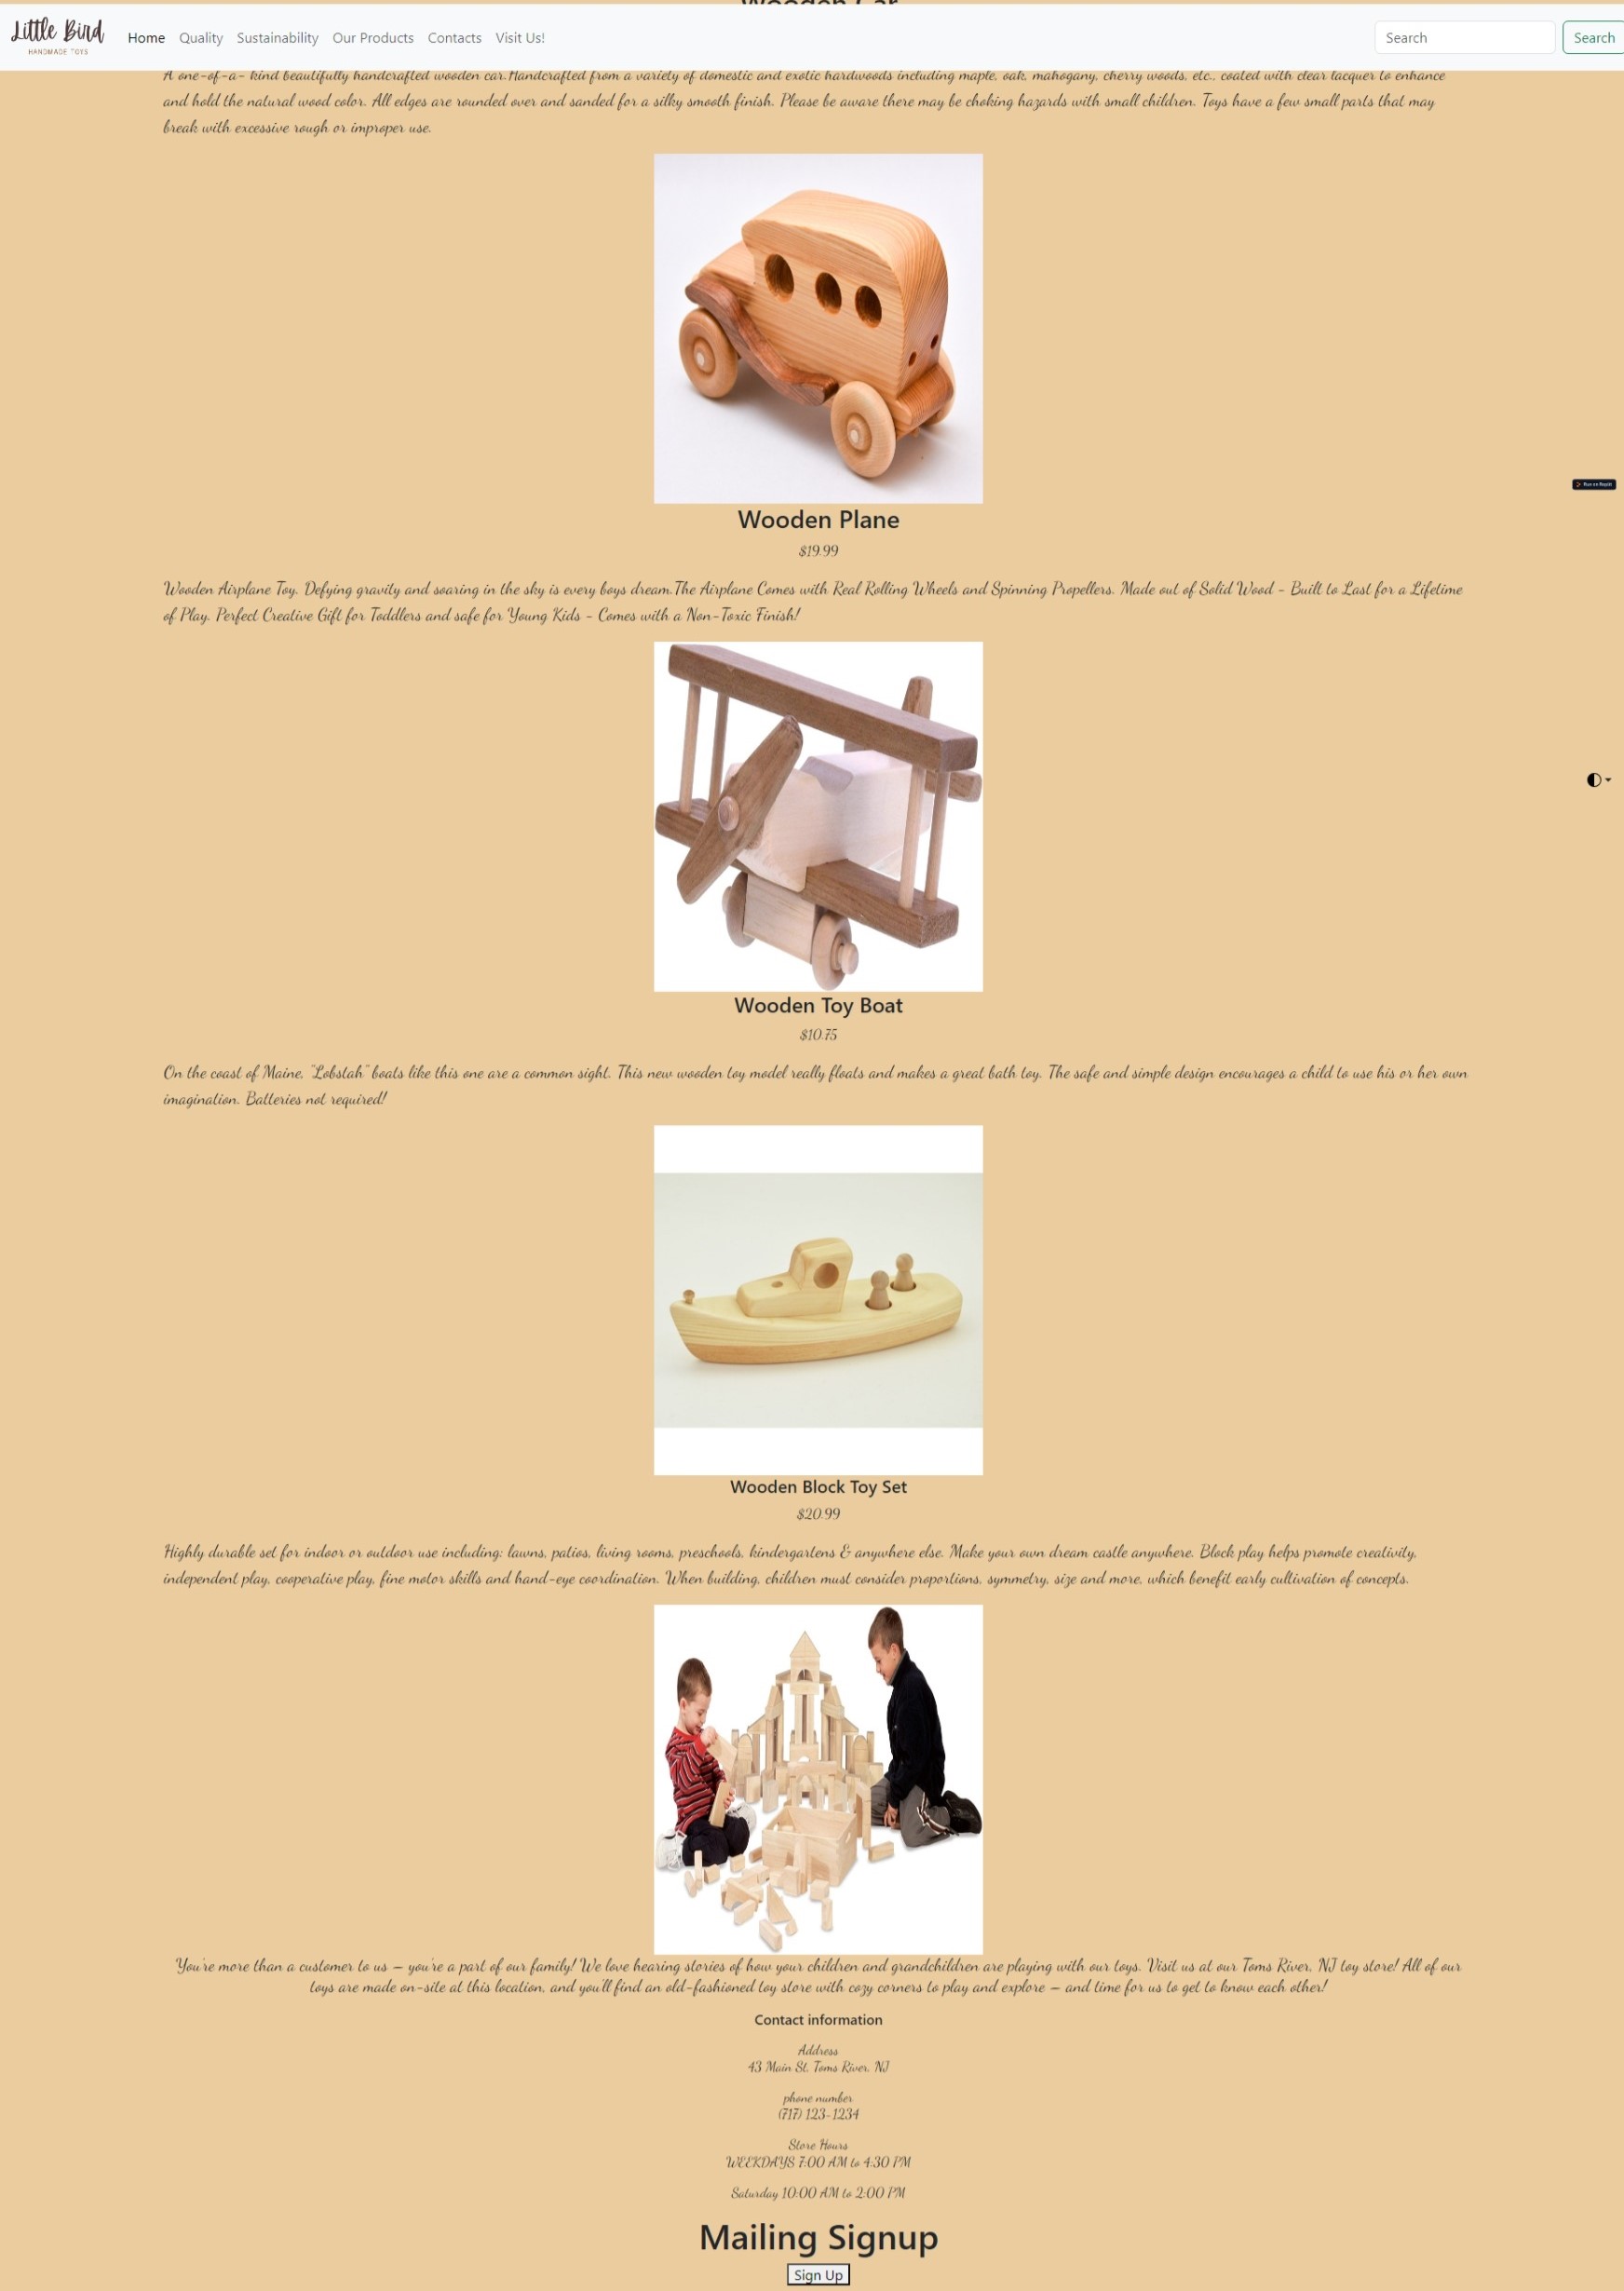 Wooden Car
Little Bird
HANDMADE TOYS
Home Quality Sustainability Our Products Contacts Visit Us!
Search Search
A one-of-a- kind beautifully handcrafted wooden car.Handcrafted from a variety of domestic and exotic hardwoods including maple, oak, mahogany, cherry woods, etc., coated with clear lacquer to enhance
and hold the natural wood color. All edges are rounded over and sanded for a silky smooth finish. Please be aware there may be choking hazards with small children. Toys have a few small parts that may
break with excessive rough or improper use.
Run on Replit
Wooden Plane
$19.99
Wooden Airplane Toy. Defying gravity and soaring in the sky is every boys dream.The Airplane Comes with Real Rolling Wheels and Spinning Propellers. Made out of Solid Wood - Built to Last for a Lifetime
of Play. Perfect Creative Gift for Toddlers and safe for Young Kids - Comes with a Non-Toxic Finish!
Wooden Toy Boat
$10.75
On the coast of Maine, "Lobstah" boats like this one are a common sight. This new wooden toy model really floats and makes a great bath toy. The safe and simple design encourages a child to use his or her own
imagination. Batteries not required!
Wooden Block Toy Set
$20.99
Highly durable set for indoor or outdoor use including: lawns, patios, living rooms, preschools, kindergartens & anywhere else. Make your own dream castle anywhere. Block play helps promote creativity,
independent play, cooperative play, fine motor skills and hand-eye coordination. When building, children must consider proportions, symmetry, size and more, which benefit early cultivation of concepts.
You're more than a customer to us – you're a part of our family! We love hearing stories of how your children and grandchildren are playing with our toys. Visit us at our Toms River, NJ toy store! All of our
toys are made on-site at this location, and you'll find an old-fashioned toy store with cozy corners to play and explore – and time for us to get to know each other!
Contact information
Address
43 Main St. Toms River, NJ
phone number
(717) 123-1234
Store Hours
WEEKDAYS 7:00 AM to 4:30 PM
Saturday 10:00 AM to 2:00 PM
Mailing Signup
Sign Up